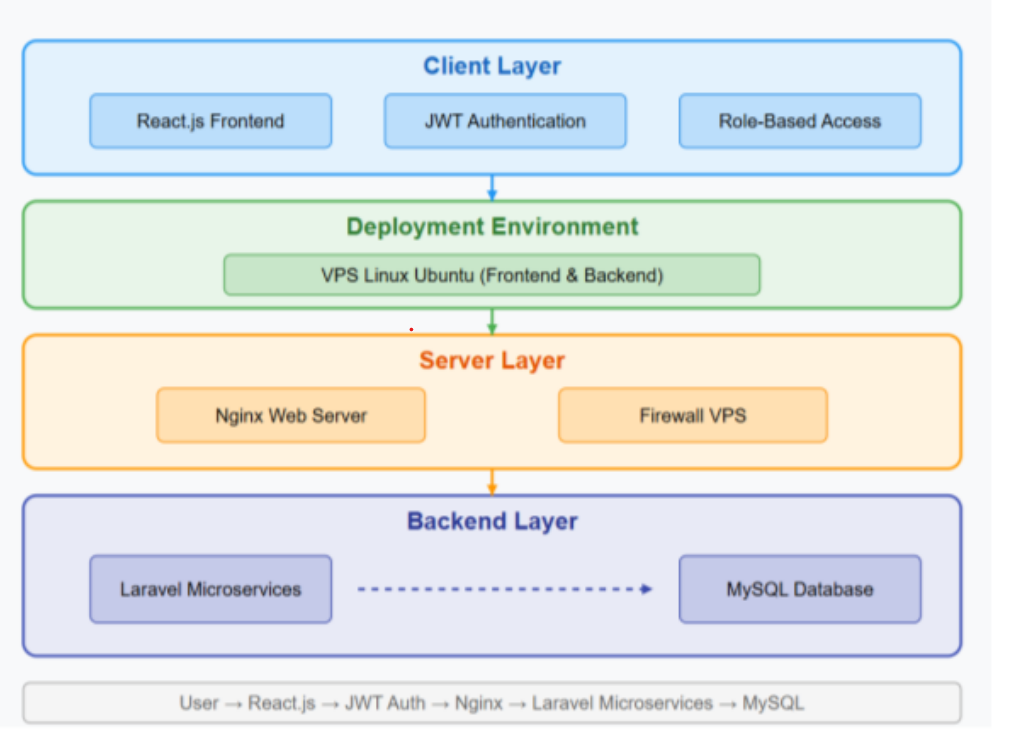 Client Layer
React.js Frontend
JWT Authentication
Role-Based Access
Deployment Environment
VPS Linux Ubuntu (Frontend & Backend)
Server Layer
Nginx Web Server
Firewall VPS
Backend Layer
Laravel Microservices
MySQL Database
User → React.js → JWT Auth → Nginx → Laravel Microservices → MySQL